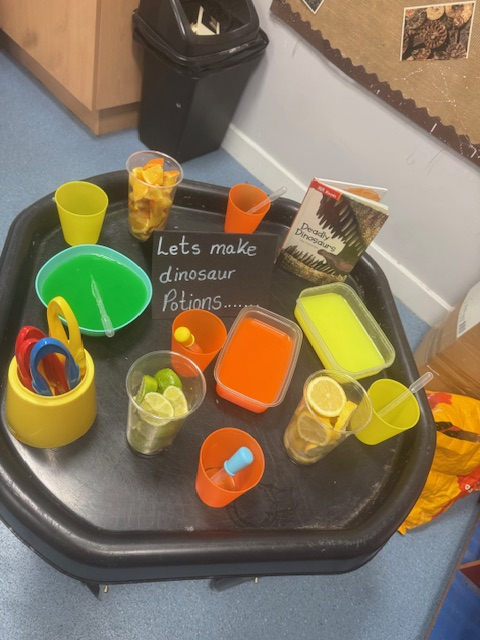 Lets make
dinosaur
Potions.......
Deadly
Dinosaurs